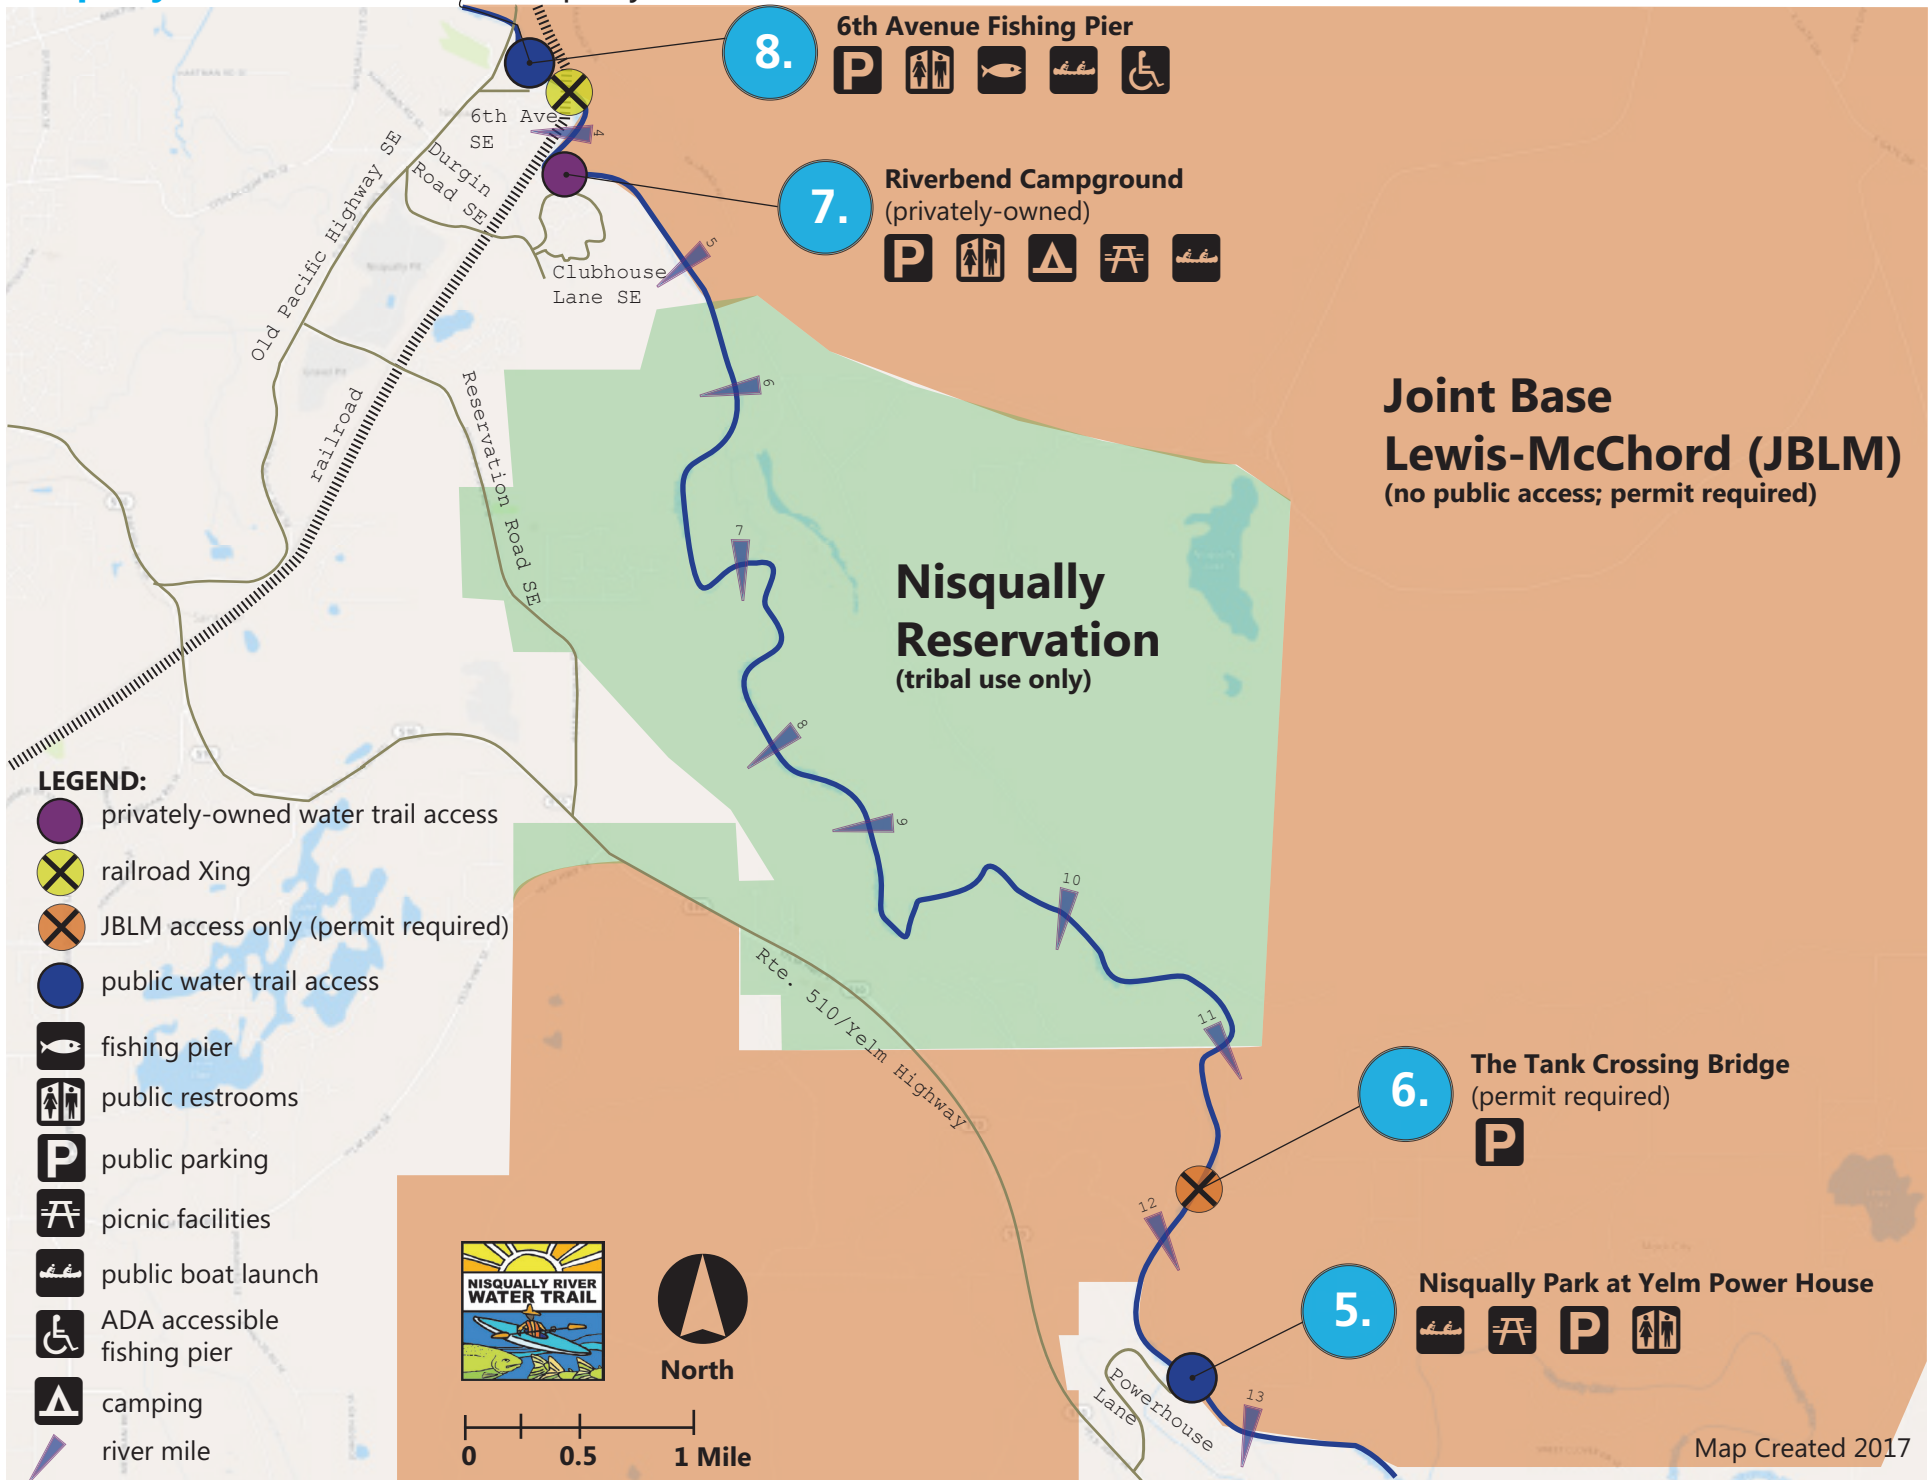 8.
6th Avenue Fishing Pier
P
6th Ave
SE
4
Durgin
Road SE
Old Pacific Highway SE
7.
Riverbend Campground
(privately-owned)
P
5
Clubhouse
Lane SE
railroad
Reservation Road SE
6
Joint Base
Lewis-McChord (JBLM)
(no public access; permit required)
7
Nisqually
Reservation
(tribal use only)
8
9
10
11
Rte. 510/Yelm Highway
6.
The Tank Crossing Bridge
(permit required)
P
12
5.
Nisqually Park at Yelm Power House
P
Powerhouse
Lane
13
LEGEND:
privately-owned water trail access
railroad Xing
JBLM access only (permit required)
public water trail access
fishing pier
public restrooms
P
public parking
picnic facilities
public boat launch
ADA accessible
fishing pier
camping
river mile
NISQUALLY RIVER
WATER TRAIL
North
0 0.5 1 Mile
Map Created 2017